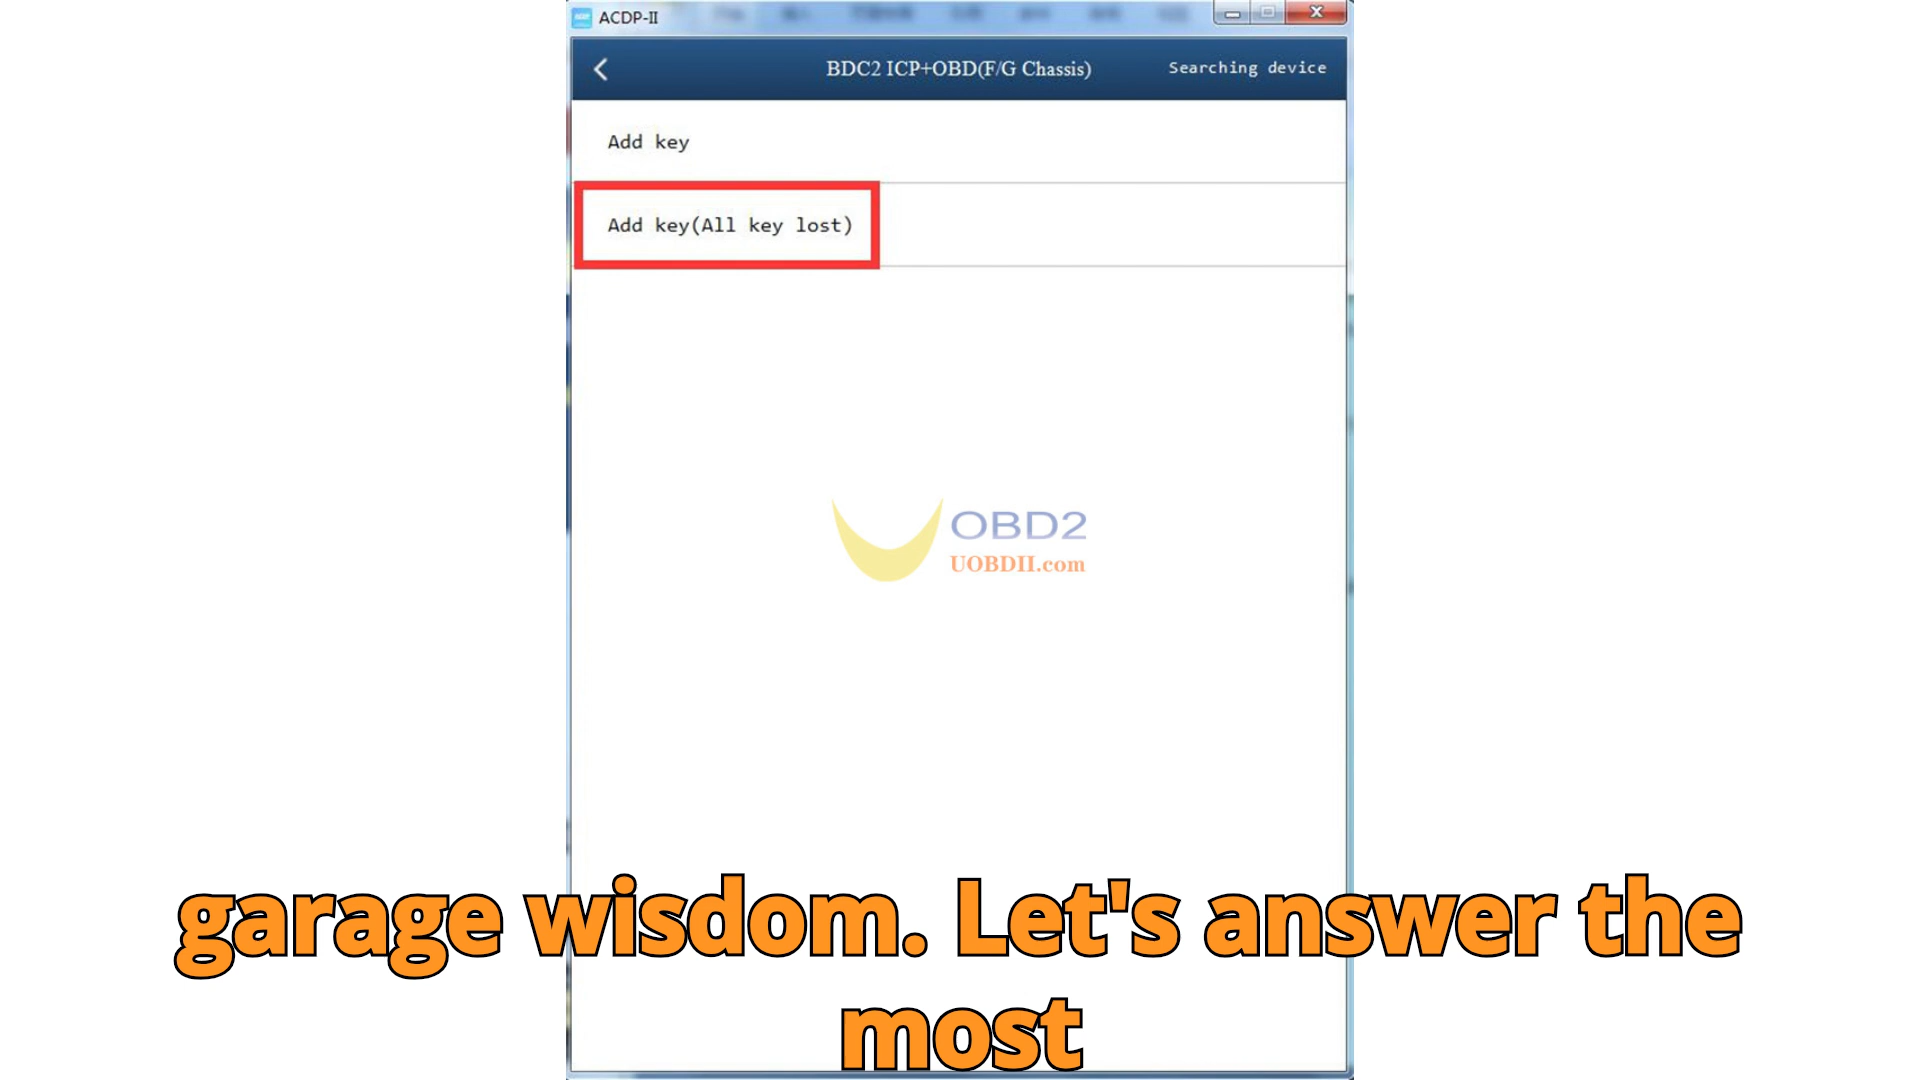 ACDP-II
BDC2 ICP+OBD(F/G Chassis)
Searching device
Add key
Add key(All key lost)
OBD2
UOBDII.com
garage wisdom. Let's answer the
most